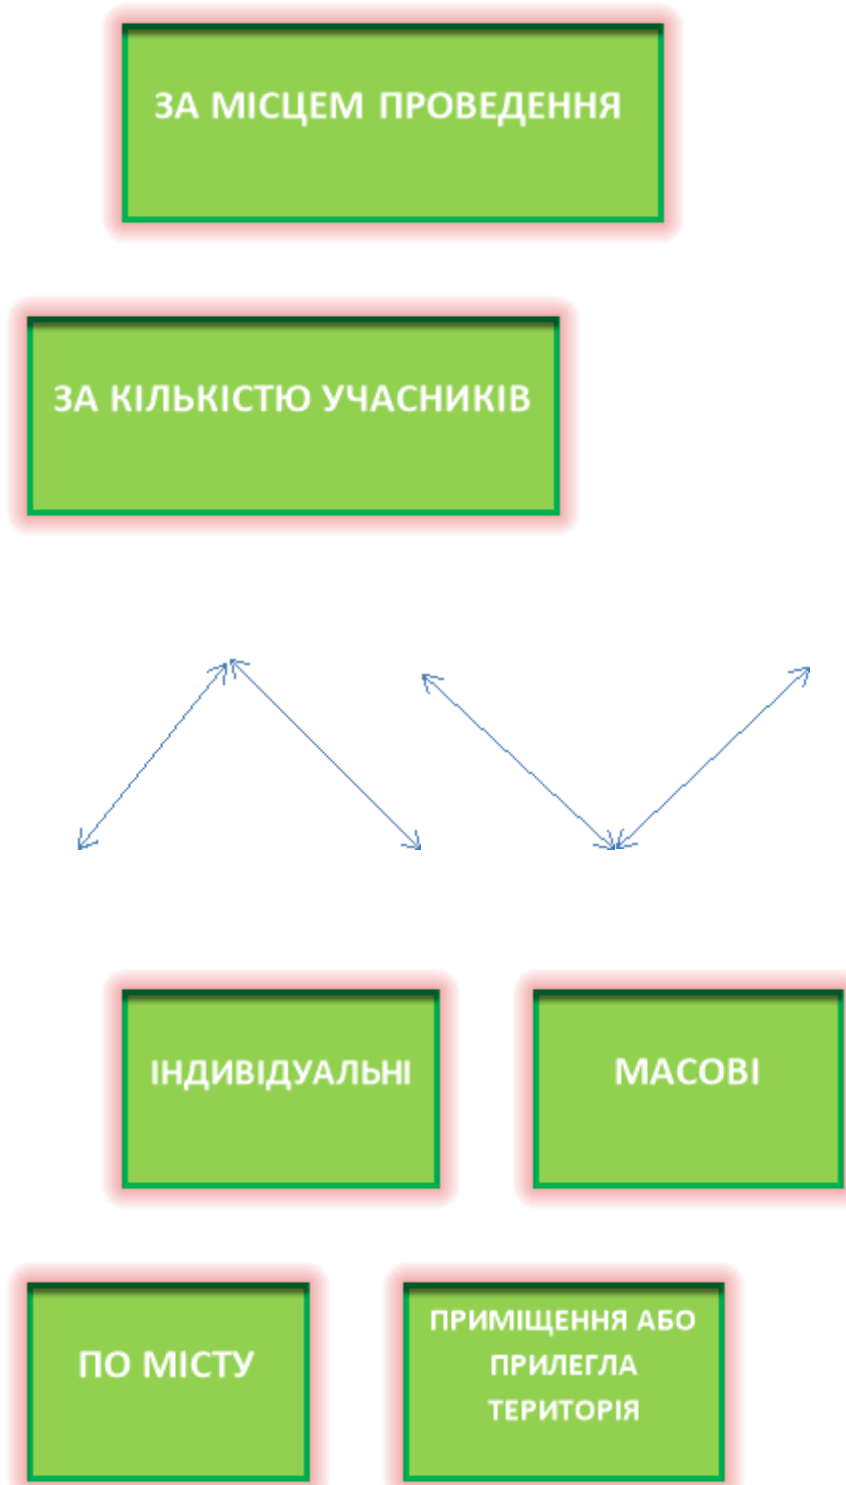 ЗА МІСЦЕМ ПРОВЕДЕННЯ
ЗА КІЛЬКІСТЮ УЧАСНИКІВ
ІНДИВІДУАЛЬНІ
МАСОВІ
ПО МІСТУ
ПРИМІЩЕННЯ АБО
ПРИЛЕГЛА
ТЕРИТОРІЯ